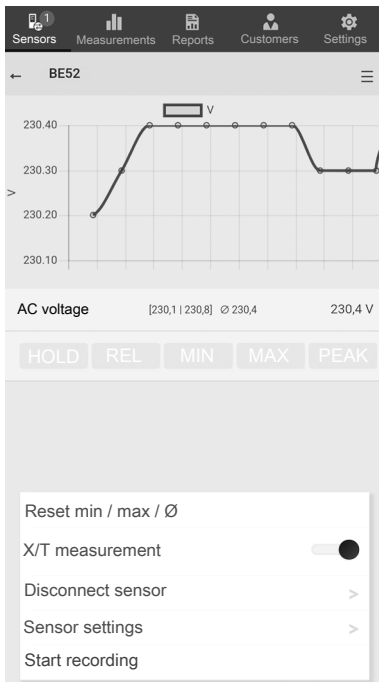 1
Sensors Measurements Reports Customers Settings
← BE52
V
230.40
230.30
V
230.20
230.10
AC voltage [230,1 | 230,8] Ø 230,4 230,4 V
HOLD REL MIN MAX PEAK
Reset min / max / Ø
X/T measurement
Disconnect sensor >
Sensor settings >
Start recording